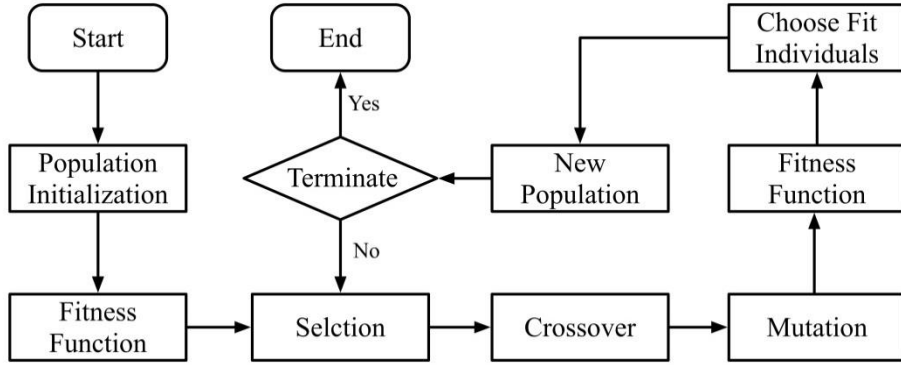 Start
End
Choose Fit
Individuals
Yes
Population
Initialization
Terminate
New
Population
Fitness
Function
No
Fitness
Function
Selction
Crossover
Mutation